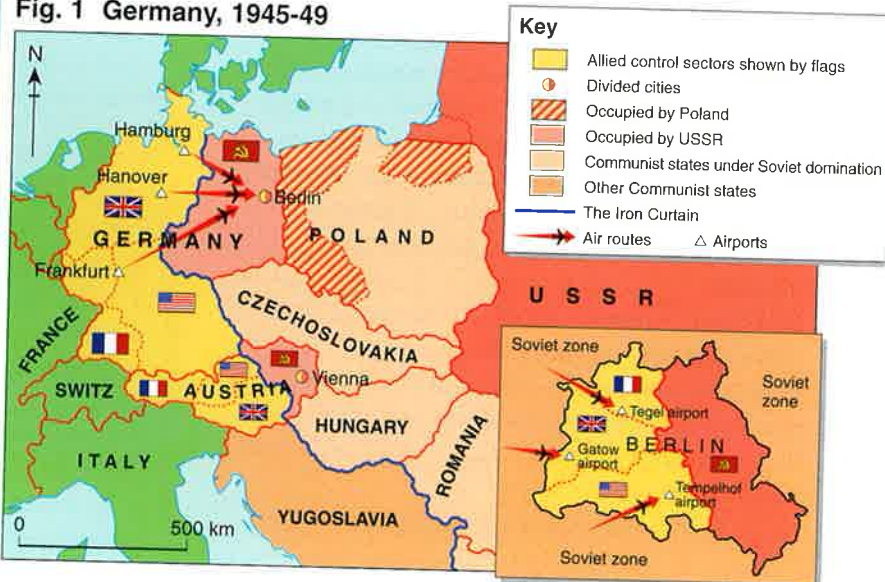 Fig. 1 Germany, 1945-49
Key
Allied control sectors shown by flags
Divided cities
Occupied by Poland
Occupied by USSR
Communist states under Soviet domination
Other Communist states
The Iron Curtain
Air routes
Airports
N
Hamburg
Hanover
Berlin
GERMANY
POLAND
Frankfurt
USSR
CZECHOSLOVAKIA
FRANCE
Vienna
SWITZ
AUSTRIA
HUNGARY
ROMANIA
ITALY
YUGOSLAVIA
0
500 km
Soviet zone
Soviet
zone
Tegel airport
BERLIN
Gatow
airport
Tempelhof
airport
Soviet zone